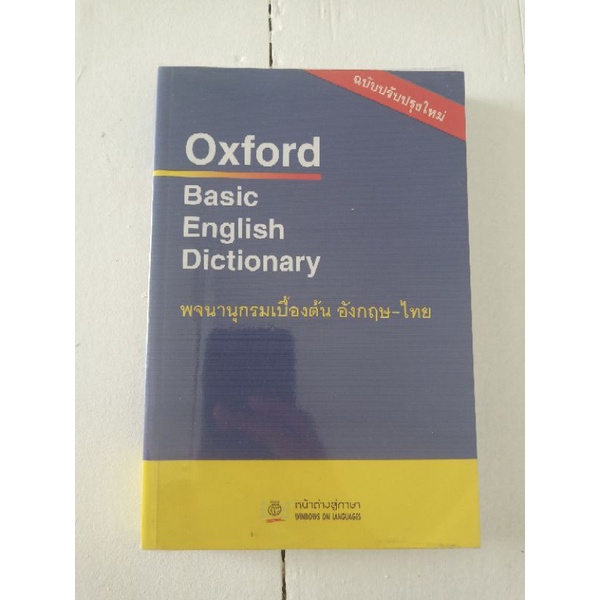 ฉบับปรับปรุงใหม่
Oxford
Basic
English
Dictionary
พจนานุกรมเบื้องต้น อังกฤษ-ไทย
หน้าต่างสู่ภาษา
WINDOWS ON LANGUAGES